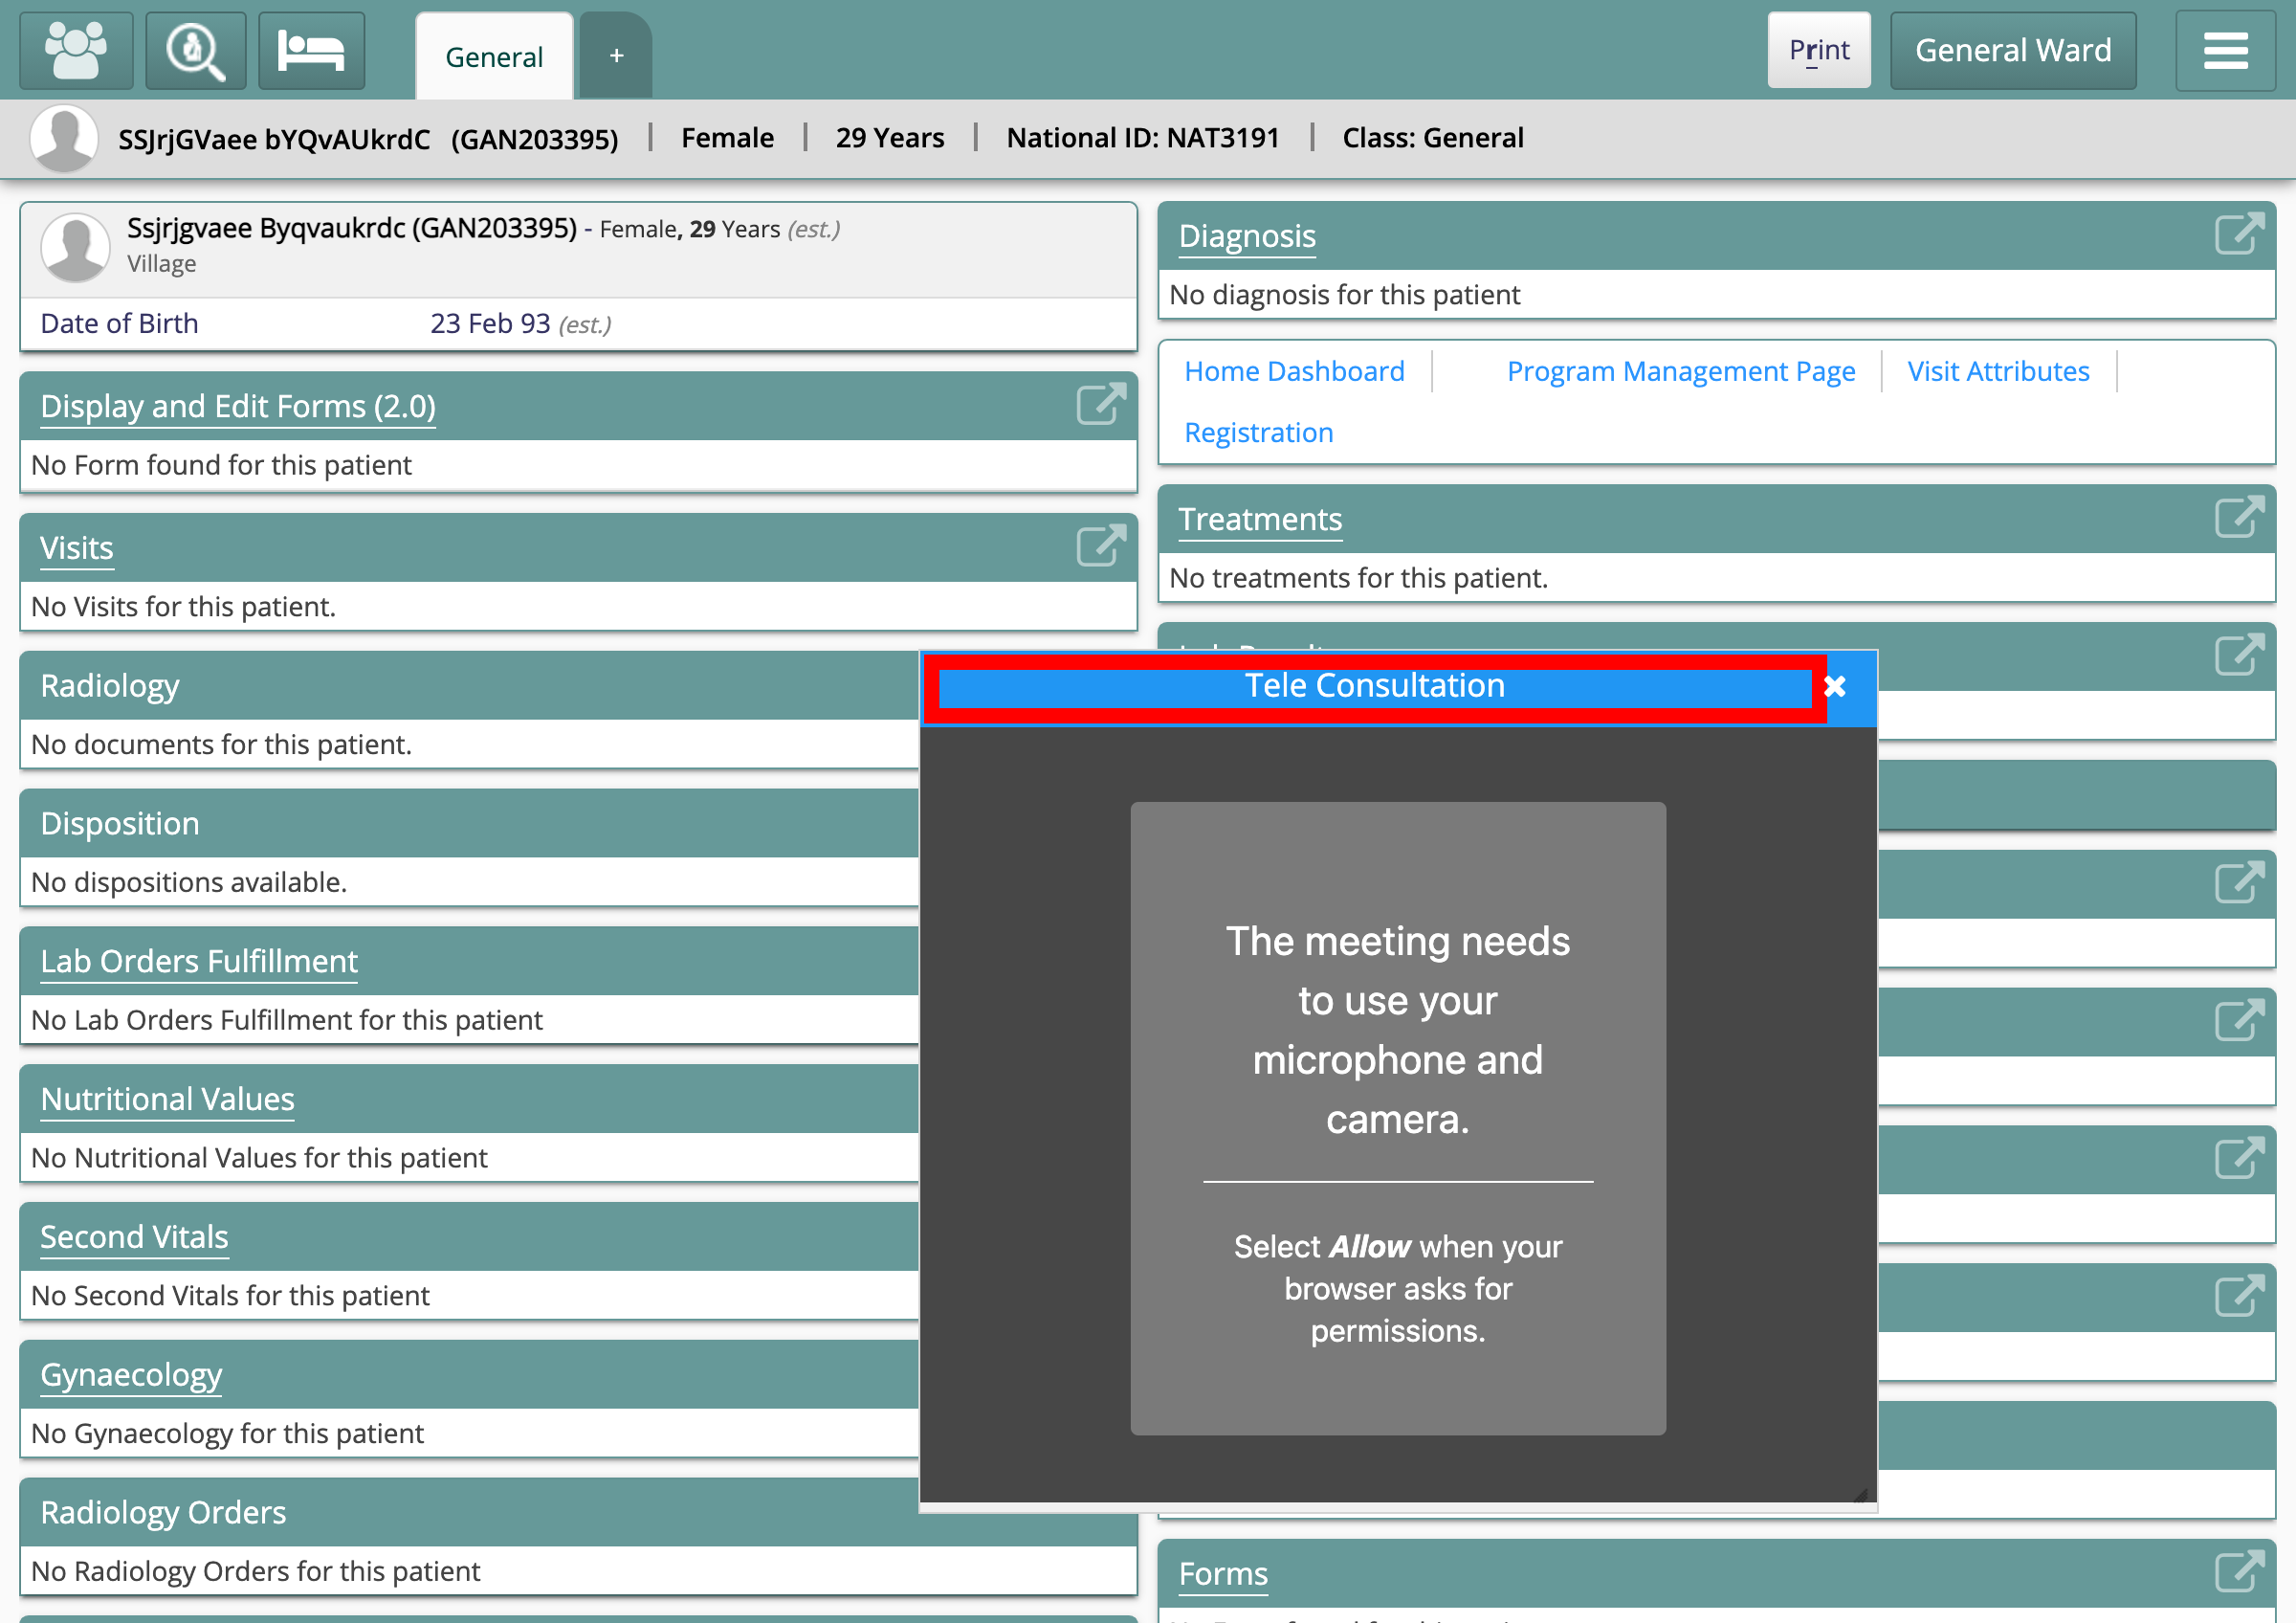 General
+
Print
General Ward
SSJrjGVaee bYQvAUkrdC (GAN203395) | Female | 29 Years | National ID: NAT3191 | Class: General
Ssjrjgvaee Byqvaukrdc (GAN203395) - Female, 29 Years (est.)
Village
Date of Birth 23 Feb 93 (est.)
Display and Edit Forms (2.0)
No Form found for this patient
Visits
No Visits for this patient.
Radiology
No documents for this patient.
Disposition
No dispositions available.
Lab Orders Fulfillment
No Lab Orders Fulfillment for this patient
Nutritional Values
No Nutritional Values for this patient
Second Vitals
No Second Vitals for this patient
Gynaecology
No Gynaecology for this patient
Radiology Orders
No Radiology Orders for this patient
Diagnosis
No diagnosis for this patient
Home Dashboard
Program Management Page
Visit Attributes
Registration
Treatments
No treatments for this patient.
Tele Consultation
The meeting needs
to use your
microphone and
camera.
Select Allow when your
browser asks for
permissions.
Forms